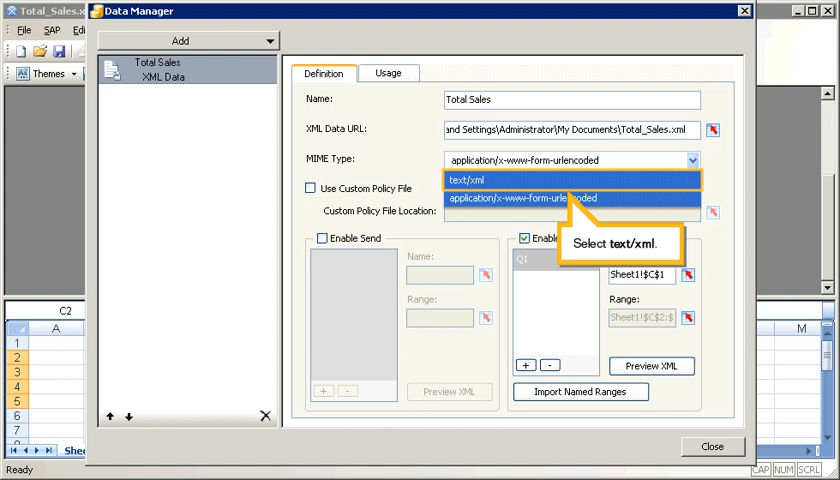 Total_Sales.x
Data Manager
File SAP Edi
Themes
Add
Total Sales
XML Data
Definition Usage
Name: Total Sales
XML Data URL: and Settings\Administrator\My Documents\Total_Sales.xml
MIME Type: application/x-www-form-urlencoded
text/xml
Use Custom Policy File
application/x-www-form-urlencoded
Custom Policy File Location:
Select text/xml.
Enable Send
Enable
Name:
Q1
Sheet1!$C$1
Range:
Range:
Sheet1!$C$2:$
+ -
Preview XML
+ -
Preview XML
Import Named Ranges
Close
C2
A M
1
2
3
4
5
6
7
Shee
Ready
CAP NUM SCRL